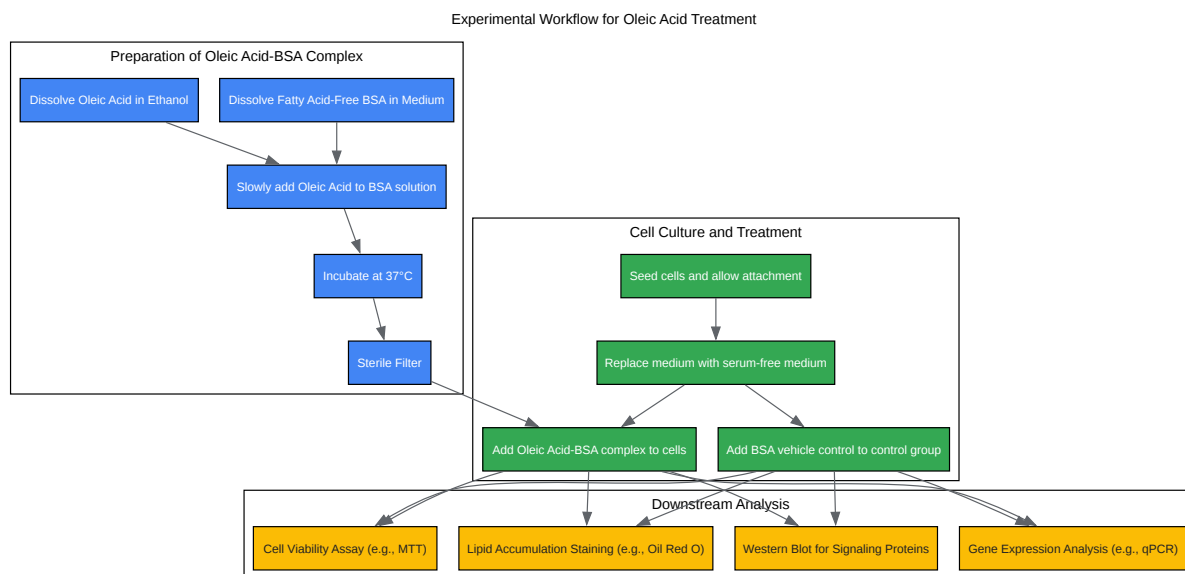 Experimental Workflow for Oleic Acid Treatment
Preparation of Oleic Acid-BSA Complex
Dissolve Oleic Acid in Ethanol
Dissolve Fatty Acid-Free BSA in Medium
Slowly add Oleic Acid to BSA solution
Incubate at 37°C
Sterile Filter
Cell Culture and Treatment
Seed cells and allow attachment
Replace medium with serum-free medium
Add Oleic Acid-BSA complex to cells
Add BSA vehicle control to control group
Downstream Analysis
Cell Viability Assay (e.g., MTT)
Lipid Accumulation Staining (e.g., Oil Red O)
Western Blot for Signaling Proteins
Gene Expression Analysis (e.g., qPCR)